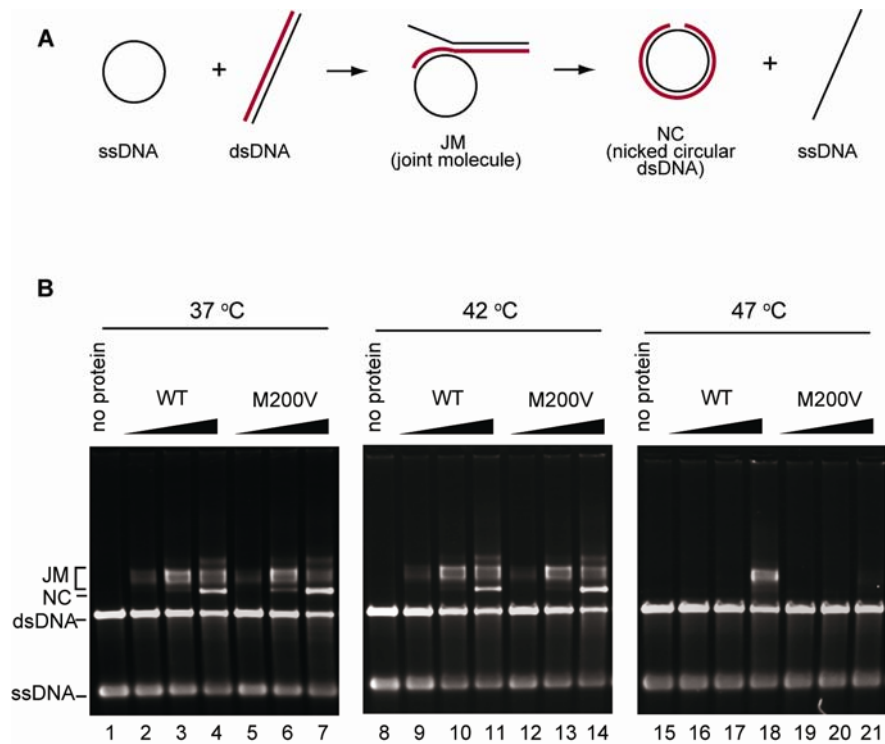 A
ssDNA
+
dsDNA
JM
(joint molecule)
NC
(nicked circular
dsDNA)
+
ssDNA
B
37 °C
42 °C
47 °C
no protein
WT
M200V
no protein
WT
M200V
no protein
WT
M200V
JM
NC
dsDNA
ssDNA
1 2 3 4 5 6 7
8 9 10 11 12 13 14
15 16 17 18 19 20 21